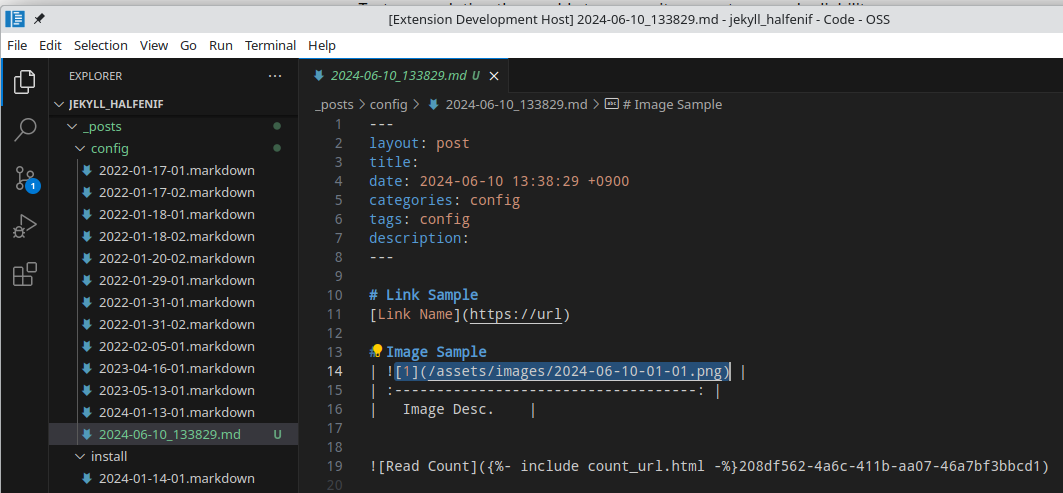 [Extension Development Host] 2024-06-10_133829.md - jekyll_halfenif - Code - OSS
File Edit Selection View Go Run Terminal Help
EXPLORER
JEKYLL_HALFENIF
_posts
config
2022-01-17-01.markdown
2022-01-17-02.markdown
2022-01-18-01.markdown
2022-01-18-02.markdown
2022-01-20-02.markdown
2022-01-29-01.markdown
2022-01-31-01.markdown
2022-01-31-02.markdown
2022-02-05-01.markdown
2023-04-16-01.markdown
2023-05-13-01.markdown
2024-01-13-01.markdown
2024-06-10_133829.md U
install
2024-01-14-01.markdown
1
2024-06-10_133829.md U
_posts > config > 2024-06-10_133829.md > abc # Image Sample
1 ---
2 layout: post
3 title:
4 date: 2024-06-10 13:38:29 +0900
5 categories: config
6 tags: config
7 description:
8 ---
9
10 # Link Sample
11 [Link Name](https://url)
12
13 # Image Sample
14 | ![1](/assets/images/2024-06-10-01-01.png) |
15 | :-----------------------------------: |
16 |   Image Desc.    |
17
18
19 ![Read Count]({%- include count_url.html -%}208df562-4a6c-411b-aa07-46a7bf3bbcd1)
20